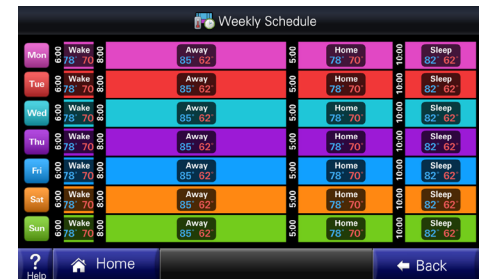 Weekly Schedule
Mon 6:00 Wake 78° 70° 8:00 Away 85° 62° 5:00 Home 78° 70° 10:00 Sleep 82° 62°
Tue 6:00 Wake 78° 70° 8:00 Away 85° 62° 5:00 Home 78° 70° 10:00 Sleep 82° 62°
Wed 6:00 Wake 78° 70° 8:00 Away 85° 62° 5:00 Home 78° 70° 10:00 Sleep 82° 62°
Thu 6:00 Wake 78° 70° 8:00 Away 85° 62° 5:00 Home 78° 70° 10:00 Sleep 82° 62°
Fri 6:00 Wake 78° 70° 8:00 Away 85° 62° 5:00 Home 78° 70° 10:00 Sleep 82° 62°
Sat 6:00 Wake 78° 70° 8:00 Away 85° 62° 5:00 Home 78° 70° 10:00 Sleep 82° 62°
Sun 6:00 Wake 78° 70° 8:00 Away 85° 62° 5:00 Home 78° 70° 10:00 Sleep 82° 62°
? Help Home Back